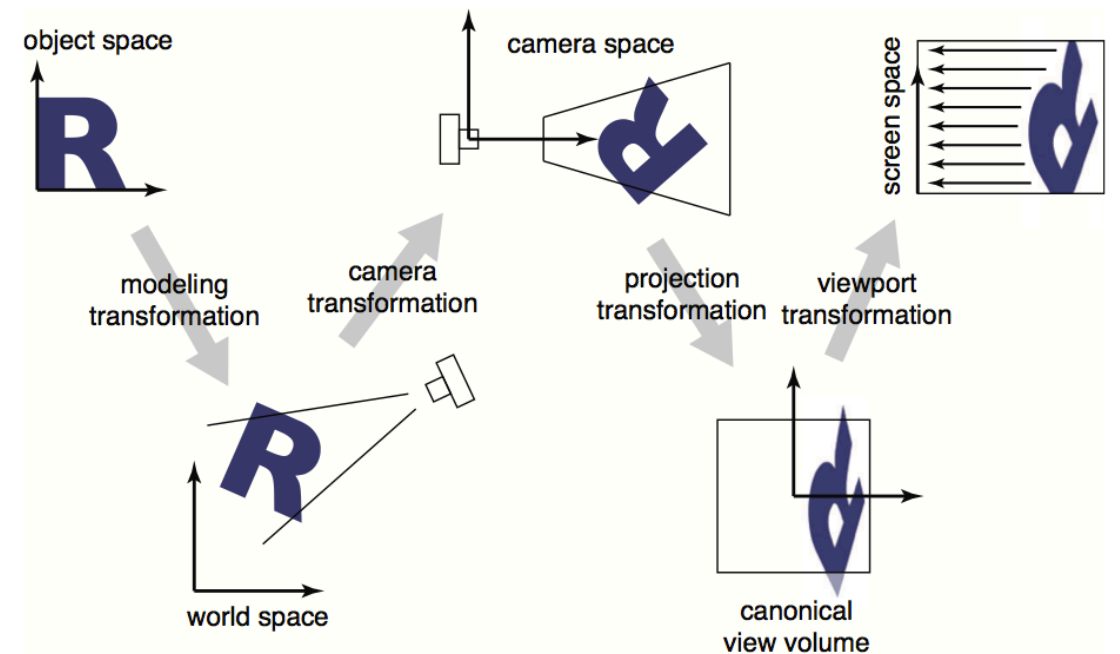 object space
camera space
screen space
modeling
transformation
camera
transformation
projection
transformation
viewport
transformation
world space
canonical
view volume